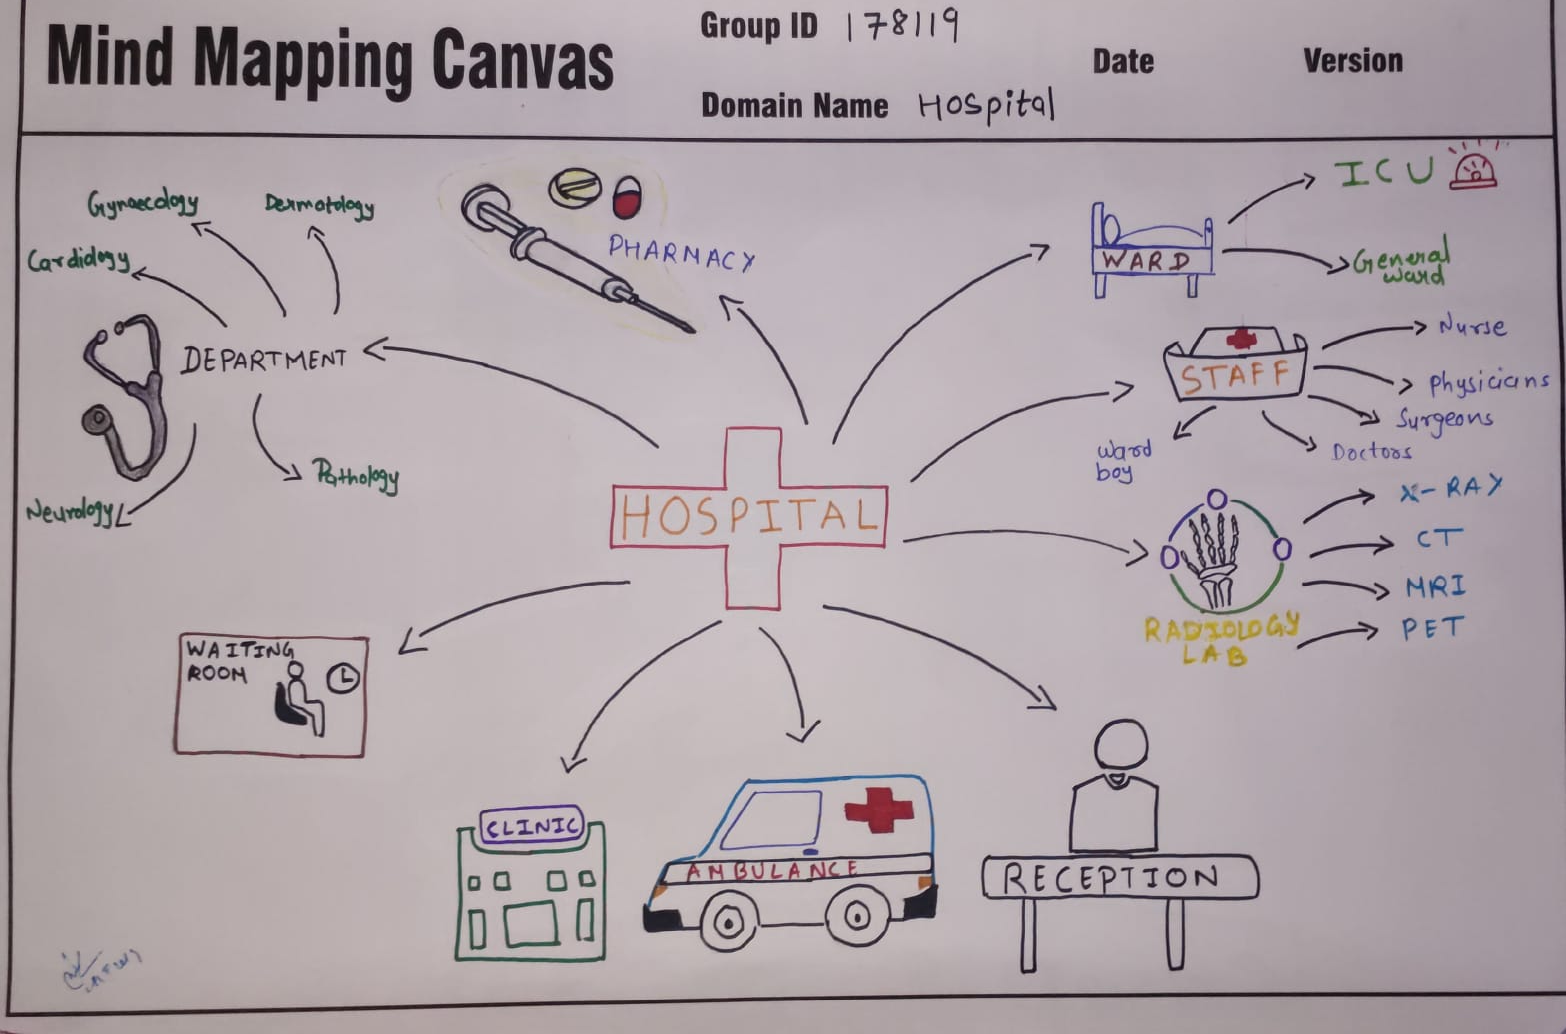 Mind Mapping Canvas
Group ID 178119
Domain Name Hospital
Date
Version
Gynaecology
Dermotology
Cardiology
DEPARTMENT
Neurology
Pathology
PHARMACY
WARD
ICU
General
ward
STAFF
Nurse
physicians
Surgeons
Doctors
ward
boy
HOSPITAL
RADIOLOGY
LAB
X-RAY
CT
MRI
PET
WAITING
ROOM
CLINIC
AMBULANCE
RECEPTION